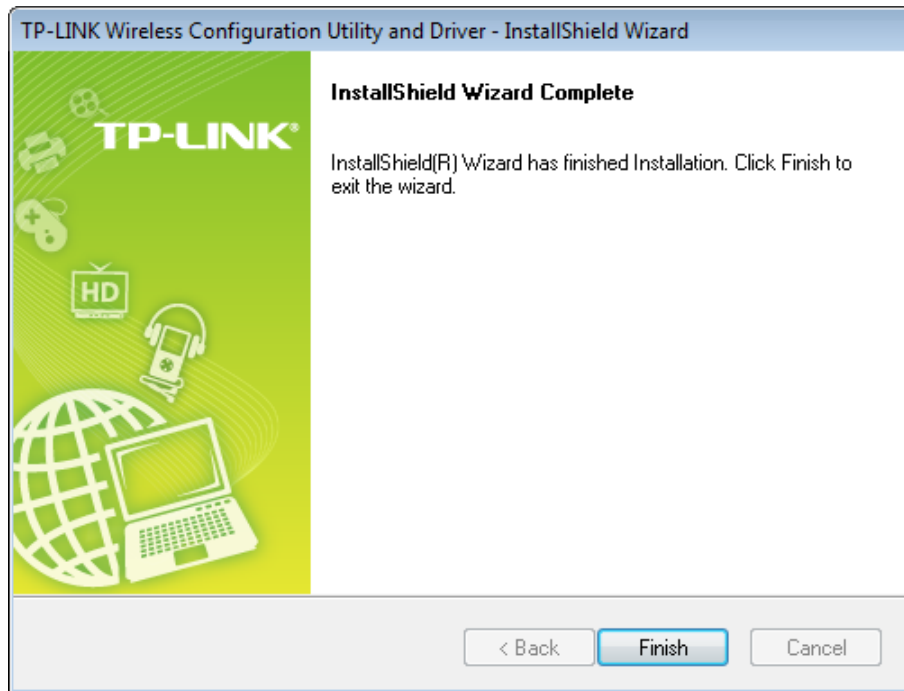 TP-LINK Wireless Configuration Utility and Driver - InstallShield Wizard
TP-LINK®
InstallShield Wizard Complete
InstallShield(R) Wizard has finished Installation. Click Finish to
exit the wizard.
HD
< Back
Finish
Cancel